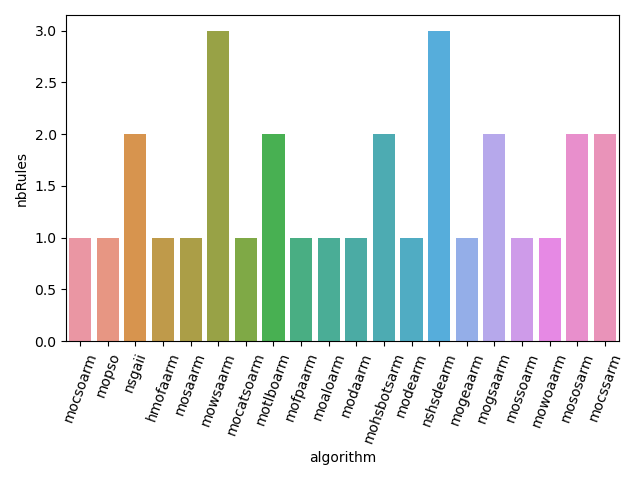 nbRules
3.0
2.5
2.0
1.5
1.0
0.5
0.0
mocsoarm
mopso
nsgaii
hmofaarm
mosaarm
mowsaarm
mocatsoarm
motlboarm
mofpaarm
moaloarm
modaarm
mohsbotsarm
modearm
nshsdearm
mogeaarm
mogsaarm
mossoarm
mowoaarm
mososarm
mocssarm
algorithm